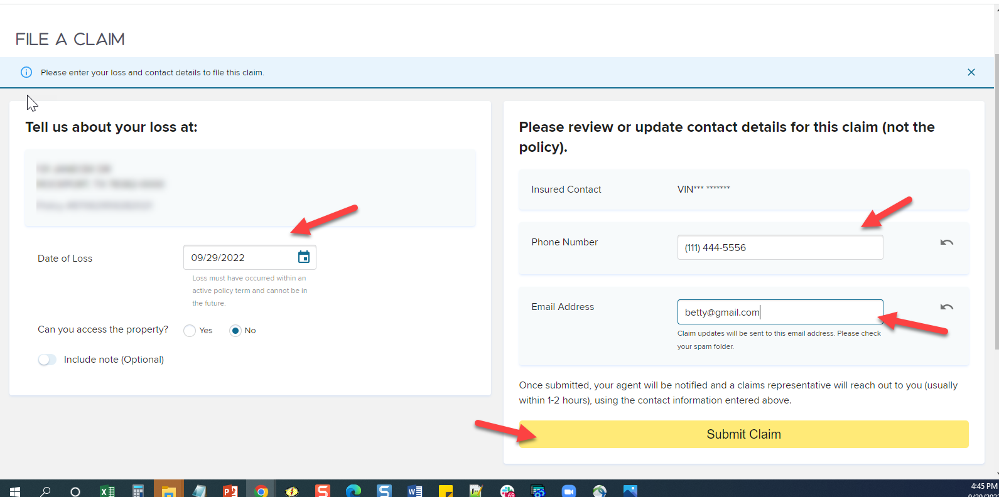 FILE A CLAIM
Please enter your loss and contact details to file this claim.
Tell us about your loss at:
Date of Loss
09/29/2022
Loss must have occurred within an
active policy term and cannot be in
the future.
Can you access the property?
Yes
No
Include note (Optional)
Please review or update contact details for this claim (not the
policy).
Insured Contact
VIN*** *******
Phone Number
(111) 444-5556
Email Address
betty@gmail.com
Claim updates will be sent to this email address. Please check
your spam folder.
Once submitted, your agent will be notified and a claims representative will reach out to you (usually
within 1-2 hours), using the contact information entered above.
Submit Claim
4:45 PM